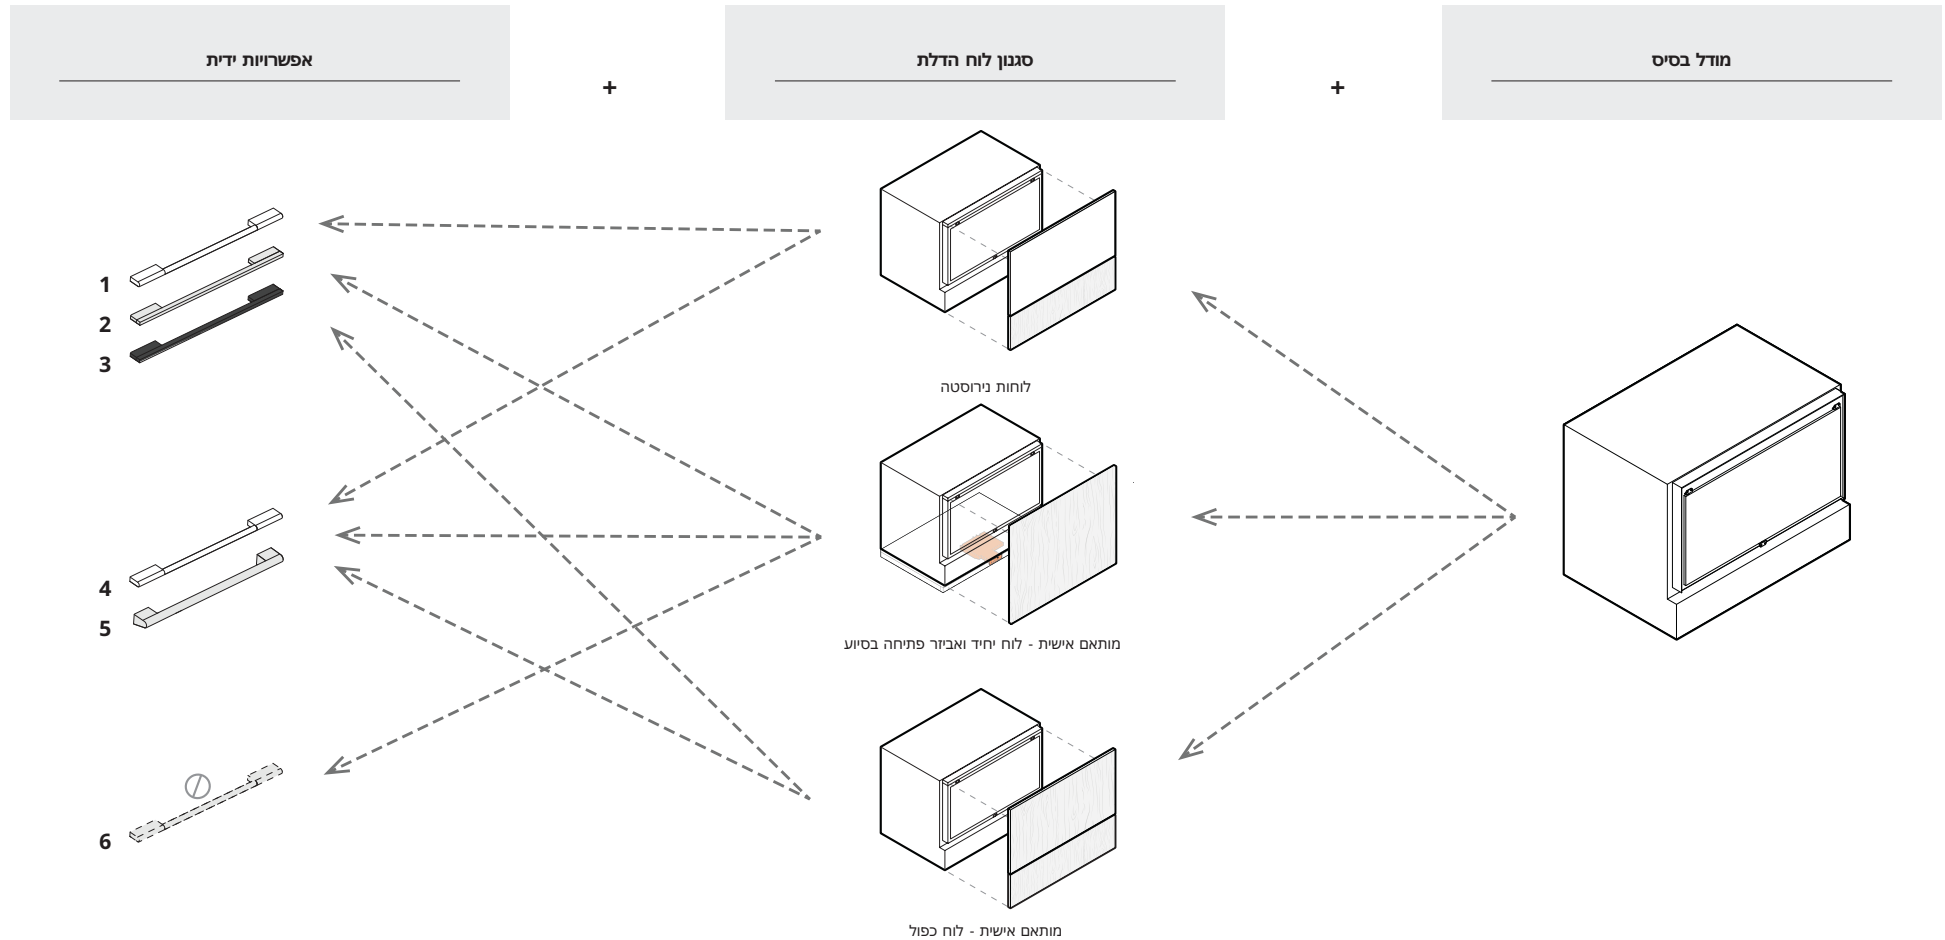 מודל בסיס
+
סגנון לוח הדלת
+
אפשרויות ידית
לוחות נירוסטה
מותאם אישית - לוח יחיד ואביזר פתיחה בסיוע
מותאם אישית - לוח כפול
1
2
3
4
5
6